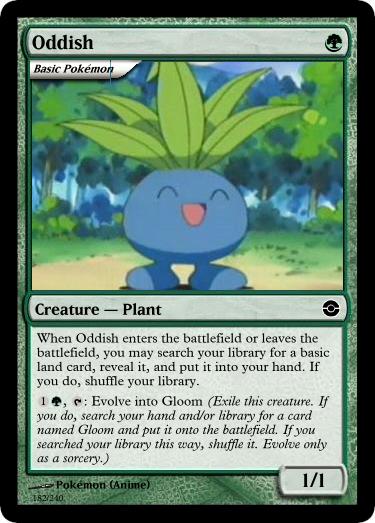 Oddish
Basic Pokémon
Creature — Plant
When Oddish enters the battlefield or leaves the
battlefield, you may search your library for a basic
land card, reveal it, and put it into your hand. If
you do, shuffle your library.
1 , : Evolve into Gloom (Exile this creature. If
you do, search your hand and/or library for a card
named Gloom and put it onto the battlefield. If you
searched your library this way, shuffle it. Evolve only
as a sorcery.)
1/1
Pokémon (Anime)
182/240